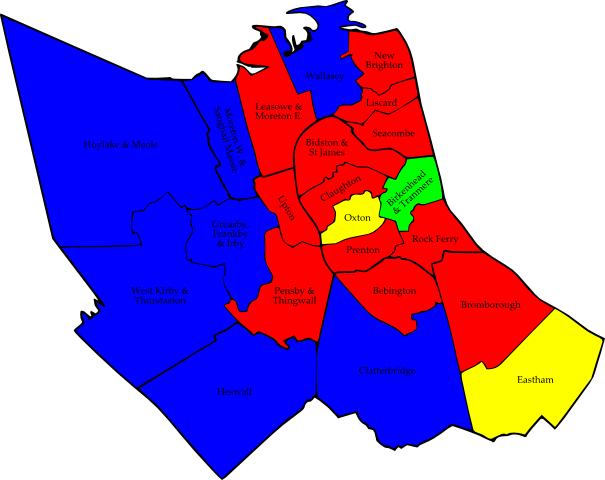 New
Brighton
Wallasey
Liscard
Leasowe &
Moreton E.
Seacombe
Moreton W. &
Saughall Massie
Hoylake & Meols
Bidston &
St James
Claughton
Birkenhead
& Tranmere
Upton
Oxton
Greasby,
Frankby
& Irby
Rock Ferry
Prenton
West Kirby &
Thurstaston
Pensby &
Thingwall
Bebington
Bromborough
Clatterbridge
Eastham
Heswall